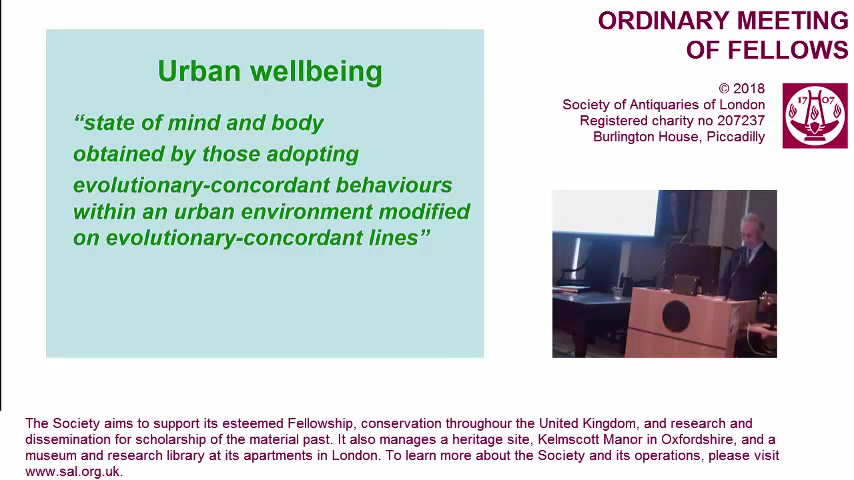 ORDINARY MEETING
OF FELLOWS
© 2018
Society of Antiquaries of London
Registered charity no 207237
Burlington House, Piccadilly
17 07
Urban wellbeing
“state of mind and body
obtained by those adopting
evolutionary-concordant behaviours
within an urban environment modified
on evolutionary-concordant lines”
The Society aims to support its esteemed Fellowship, conservation throughour the United Kingdom, and research and
dissemination for scholarship of the material past. It also manages a heritage site, Kelmscott Manor in Oxfordshire, and a
museum and research library at its apartments in London. To learn more about the Society and its operations, please visit
www.sal.org.uk.